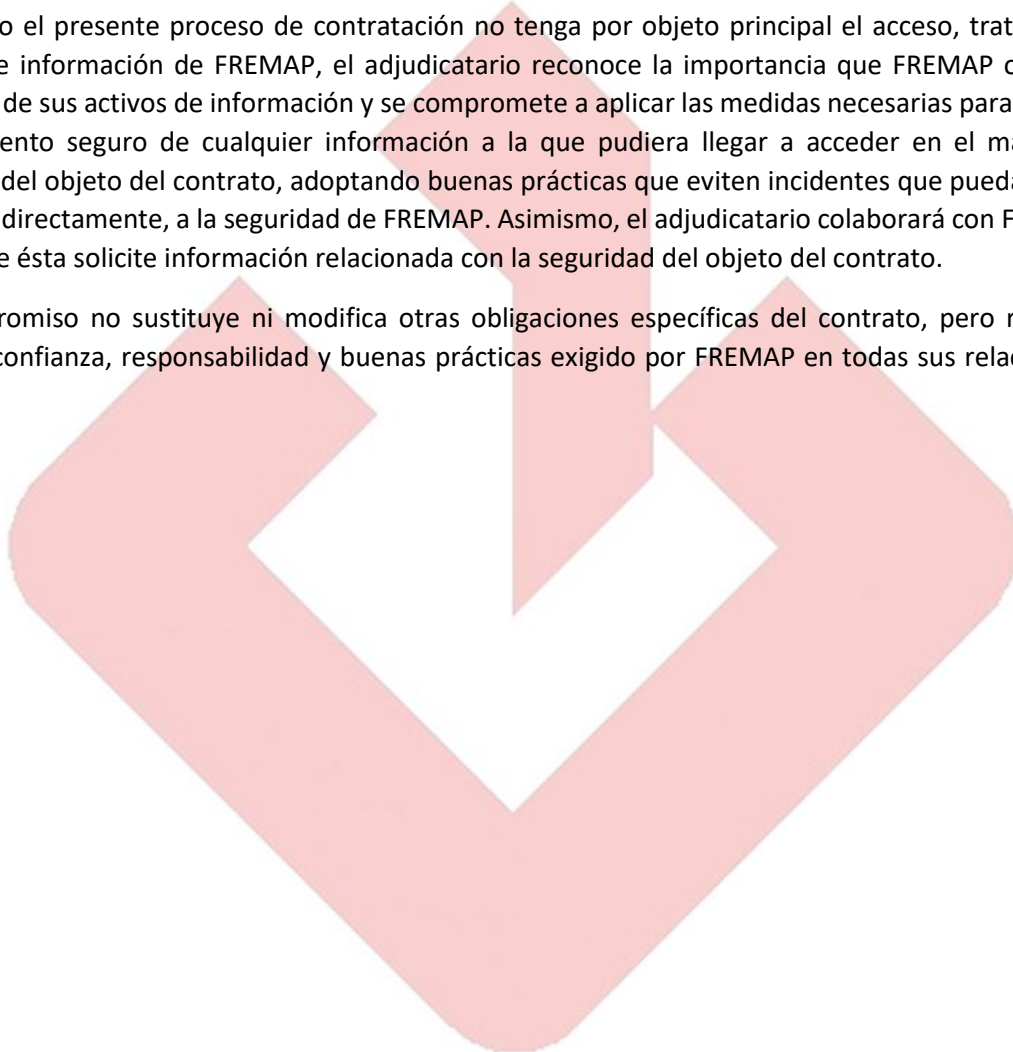 o el presente proceso de contratación no tenga por objeto principal el acceso, trat
e información de FREMAP, el adjudicatario reconoce la importancia que FREMAP
de sus activos de información y se compromete a aplicar las medidas necesarias para
ento seguro de cualquier información a la que pudiera llegar a acceder en el
del objeto del contrato, adoptando buenas prácticas que eviten incidentes que pueda
directamente, a la seguridad de FREMAP. Asimismo, el adjudicatario colaborará con F
e ésta solicite información relacionada con la seguridad del objeto del contrato.
romiso no sustituye ni modifica otras obligaciones específicas del contrato, pero
confianza, responsabilidad y buenas prácticas exigido por FREMAP en todas sus relac